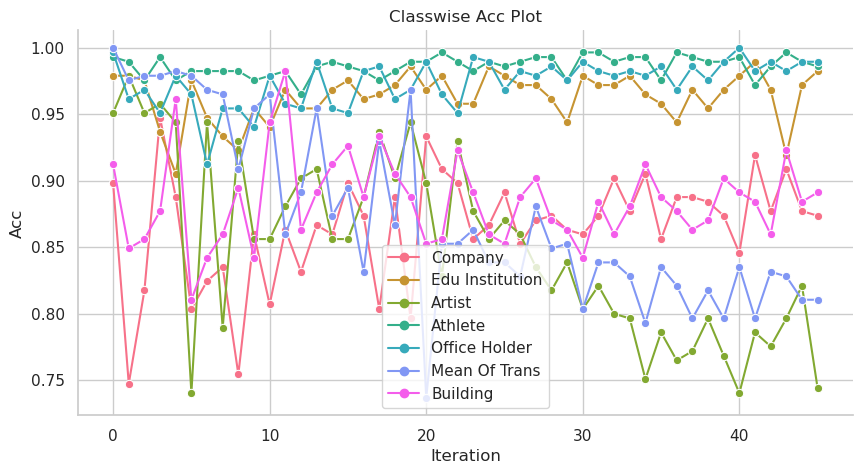 Classwise Acc Plot
Acc
1.00
0.95
0.90
0.85
0.80
0.75
Company
Edu Institution
Artist
Athlete
Office Holder
Mean Of Trans
Building
0
10
20
30
40
Iteration